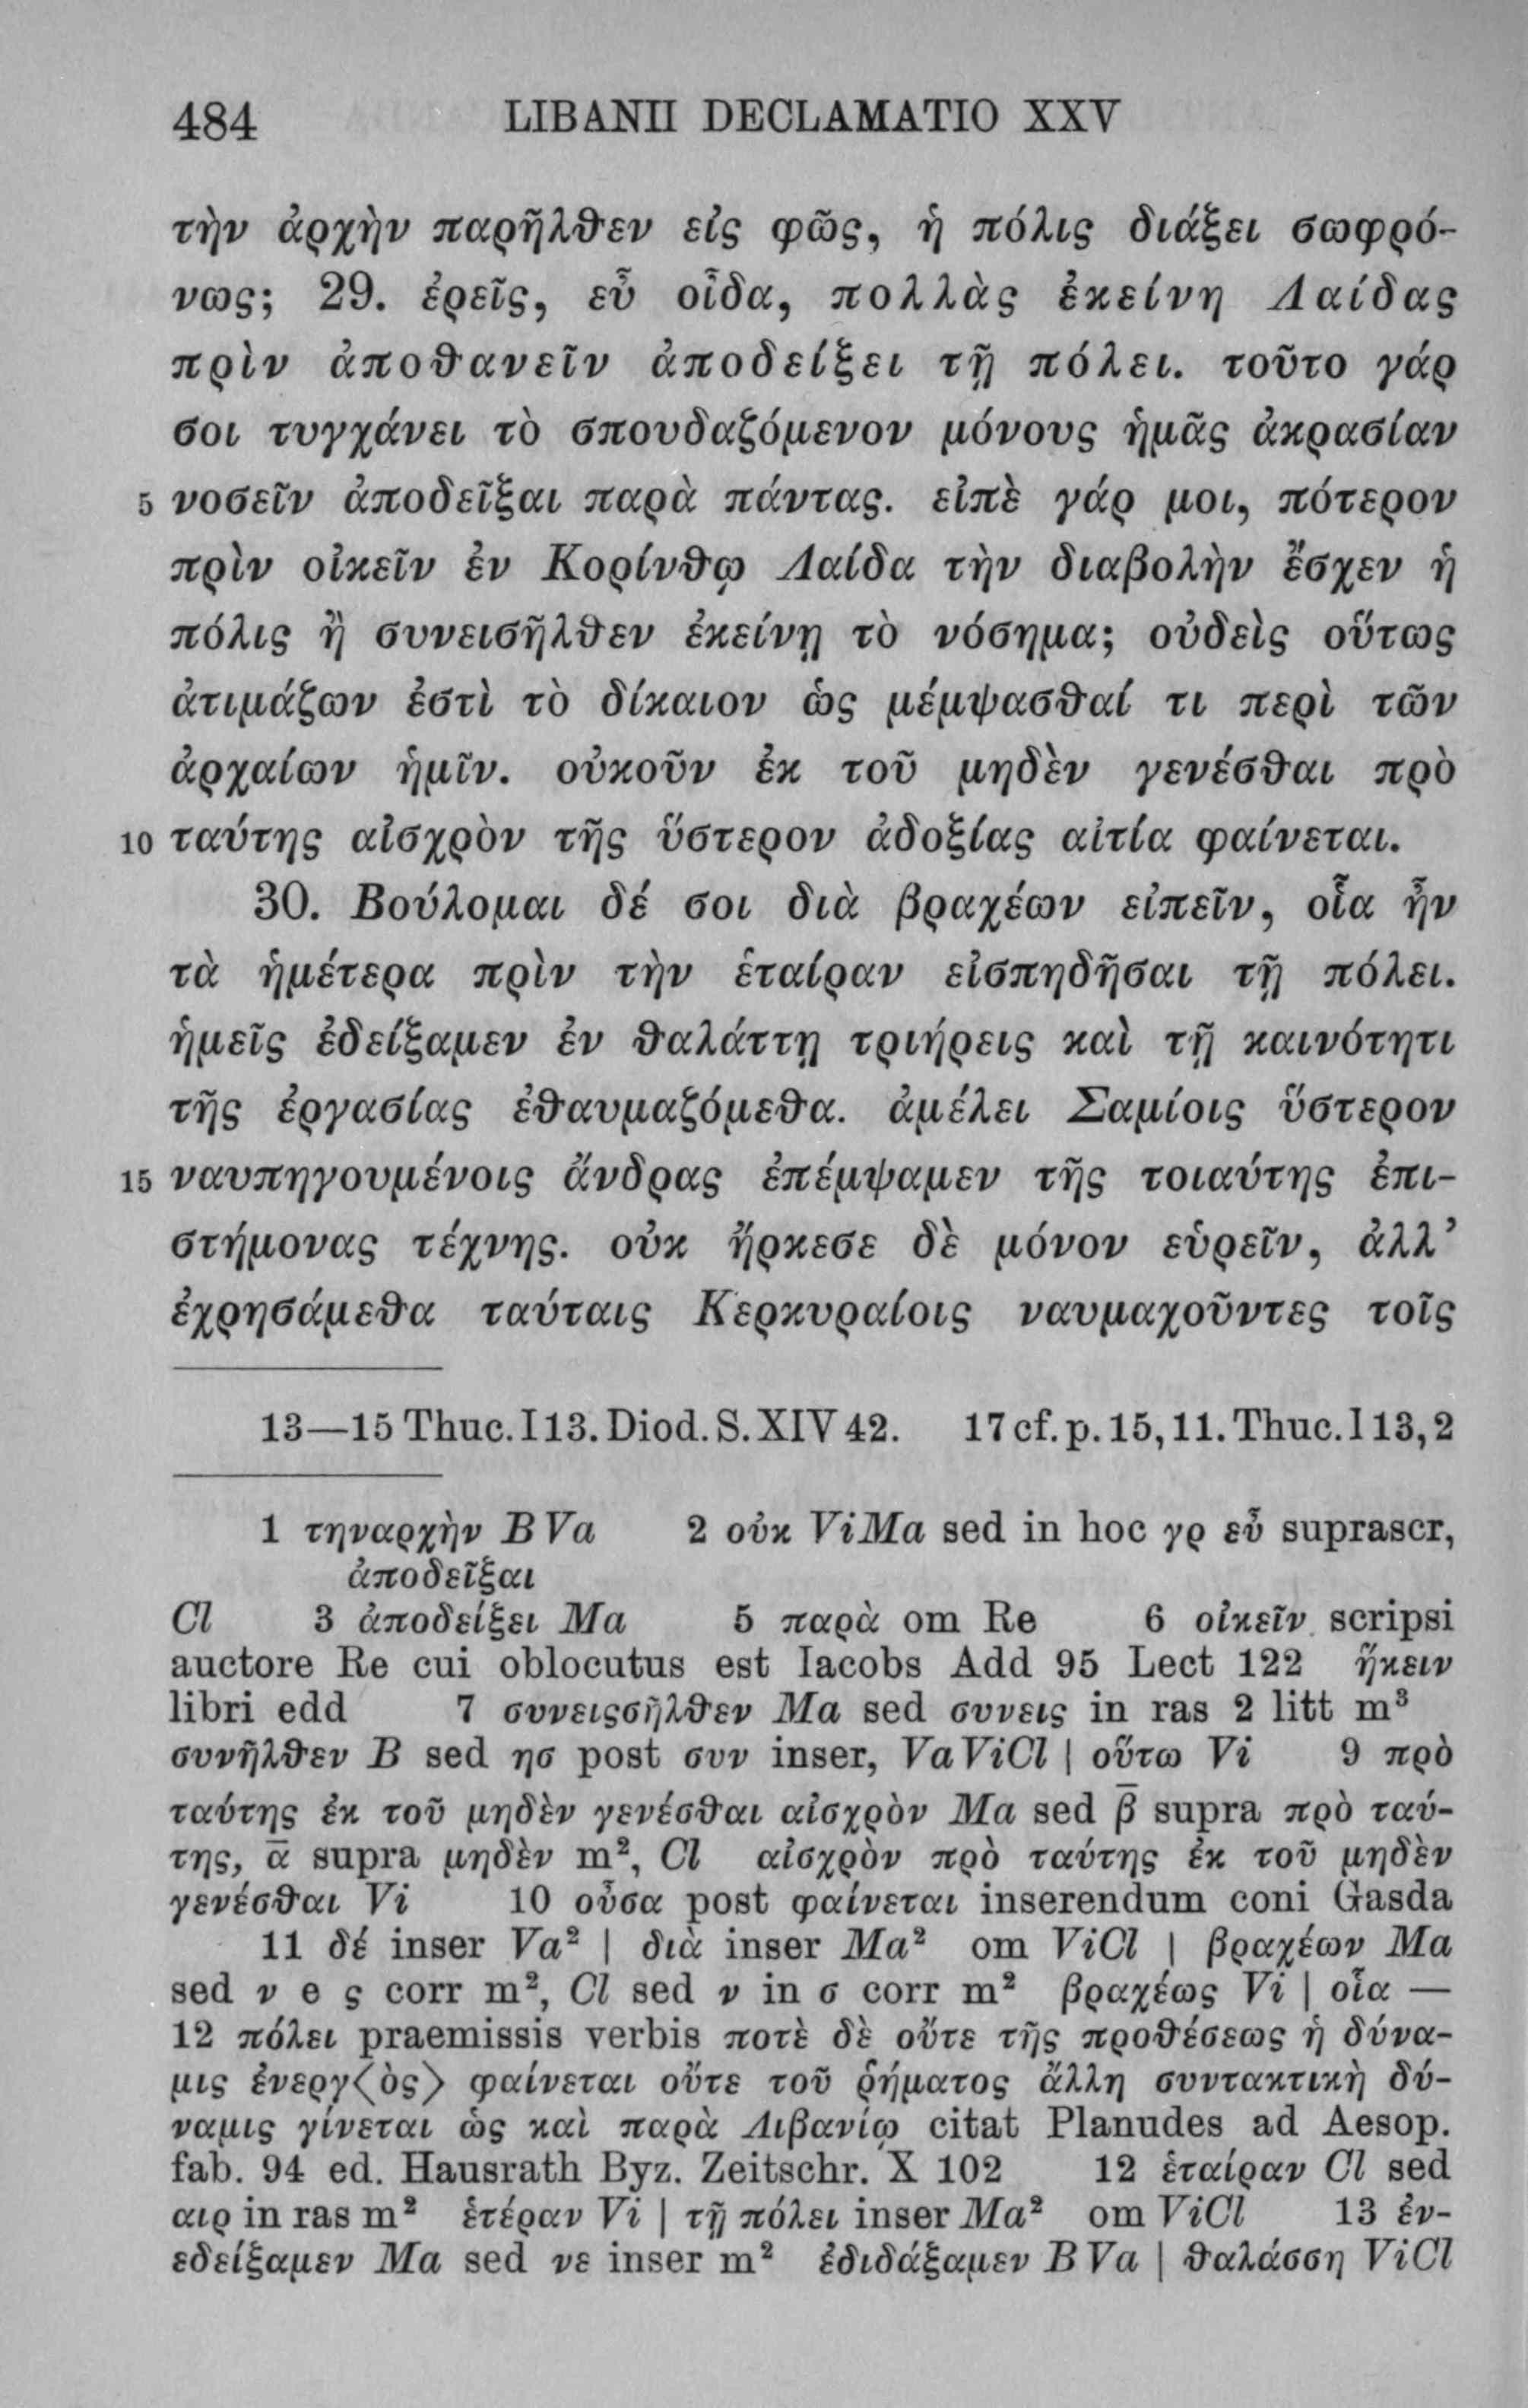 484 LIBANII DECLAMATIO XXV
τὴν ἀρχὴν παρῆλθεν εἰς φῶς, ἡ πόλις διάξει σωφρό-
νως; 29. ἐρεῖς, εὖ οἶδα, πολλὰς ἐκείνη Λαίδας
πρὶν ἀποθανεῖν ἀποδείξει τῇ πόλει. τοῦτο γάρ
σοι τυγχάνει τὸ σπουδαζόμενον μόνους ἡμᾶς ἀκρασίαν
5 νοσεῖν ἀποδεῖξαι παρὰ πάντας. εἰπὲ γάρ μοι, πότερον
πρὶν οἰκεῖν ἐν Κορίνθῳ Λαίδα τὴν διαβολὴν ἔσχεν ἡ
πόλις ἢ συνεισῆλθεν ἐκείνῃ τὸ νόσημα; οὐδεὶς οὕτως
ἀτιμάζων ἐστὶ τὸ δίκαιον ὡς μέμψασθαί τι περὶ τῶν
ἀρχαίων ἡμῖν. οὐκοῦν ἐκ τοῦ μηδὲν γενέσθαι πρὸ
10 ταύτης αἰσχρὸν τῆς ὕστερον ἀδοξίας αἰτία φαίνεται.
30. Βούλομαι δέ σοι διὰ βραχέων εἰπεῖν, οἷα ἦν
τὰ ἡμέτερα πρὶν τὴν ἑταίραν εἰσπηδῆσαι τῇ πόλει.
ἡμεῖς ἐδείξαμεν ἐν θαλάττῃ τριήρεις καὶ τῇ καινότητι
τῆς ἐργασίας ἐθαυμαζόμεθα. ἀμέλει Σαμίοις ὕστερον
15 ναυπηγουμένοις ἄνδρας ἐπέμψαμεν τῆς τοιαύτης ἐπι-
στήμονας τέχνης. οὐκ ἤρκεσε δὲ μόνον εὑρεῖν, ἀλλ’
ἐχρησάμεθα ταύταις Κερκυραίοις ναυμαχοῦντες τοῖς
13—15 Thuc. I 13. Diod. S. XIV 42. 17 cf. p. 15, 11. Thuc. I 13, 2
1 τηναρχὴν B Va 2 οὐκ ViMa sed in hoc γρ εὖ suprascr,
ἀποδεῖξαι
Cl 3 ἀποδείξει Ma 5 παρὰ om Re 6 οἰκεῖν scripsi
auctore Re cui oblocutus est Iacobs Add 95 Lect 122 ἥκειν
libri edd 7 συνειςσῆλθεν Ma sed συνεις in ras 2 litt m³
συνῆλθεν B sed ησ post συν inser, VaViCl | οὕτω Vi 9 πρὸ
ταύτης ἐκ τοῦ μηδὲν γενέσθαι αἰσχρὸν Ma sed β̄ supra πρὸ ταύ-
της, ᾱ supra μηδὲν m², Cl αἰσχρὸν πρὸ ταύτης ἐκ τοῦ μηδὲν
γενέσθαι Vi 10 οὖσα post φαίνεται inserendum coni Gasda
11 δέ inser Va² | διὰ inser Ma² om ViCl | βραχέων Ma
sed ν e ς corr m², Cl sed ν in σ corr m² βραχέως Vi | οἷα —
12 πόλει praemissis verbis ποτὲ δὲ οὔτε τῆς προθέσεως ἡ δύνα-
μις ἐνεργ⟨ὸς⟩ φαίνεται οὔτε τοῦ ῥήματος ἄλλη συντακτικὴ δύ-
ναμις γίνεται ὡς καὶ παρὰ Λιβανίῳ citat Planudes ad Aesop.
fab. 94 ed. Hausrath Byz. Zeitschr. X 102 12 ἑταίραν Cl sed
αιρ in ras m² ἑτέραν Vi | τῇ πόλει inser Ma² om ViCl 13 ἐν-
εδείξαμεν Ma sed νε inser m² ἐδιδάξαμεν B Va | θαλάσσῃ ViCl